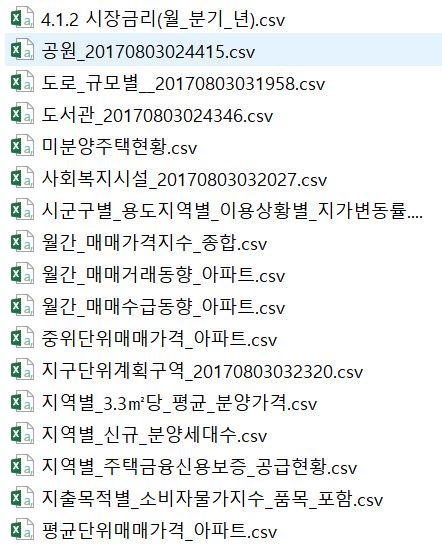 4.1.2 시장금리(월_분기_년).csv
공원_20170803024415.csv
도로_규모별__20170803031958.csv
도서관_20170803024346.csv
미분양주택현황.csv
사회복지시설_20170803032027.csv
시군구별_용도지역별_이용상황별_지가변동률....
월간_매매가격지수_종합.csv
월간_매매거래동향_아파트.csv
월간_매매수급동향_아파트.csv
중위단위매매가격_아파트.csv
지구단위계획구역_20170803032320.csv
지역별_3.3㎡당_평균_분양가격.csv
지역별_신규_분양세대수.csv
지역별_주택금융신용보증_공급현황.csv
지출목적별_소비자물가지수_품목_포함.csv
평균단위매매가격_아파트.csv